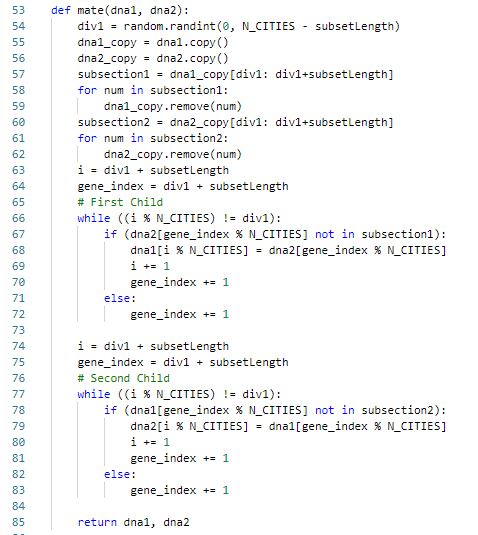 53 def mate(dna1, dna2):
54     div1 = random.randint(0, N_CITIES - subsetLength)
55     dna1_copy = dna1.copy()
56     dna2_copy = dna2.copy()
57     subsection1 = dna1_copy[div1: div1+subsetLength]
58     for num in subsection1:
59         dna1_copy.remove(num)
60     subsection2 = dna2_copy[div1: div1+subsetLength]
61     for num in subsection2:
62         dna2_copy.remove(num)
63     i = div1 + subsetLength
64     gene_index = div1 + subsetLength
65     # First Child
66     while ((i % N_CITIES) != div1):
67         if (dna2[gene_index % N_CITIES] not in subsection1):
68             dna1[i % N_CITIES] = dna2[gene_index % N_CITIES]
69             i += 1
70             gene_index += 1
71         else:
72             gene_index += 1
73
74     i = div1 + subsetLength
75     gene_index = div1 + subsetLength
76     # Second Child
77     while ((i % N_CITIES) != div1):
78         if (dna1[gene_index % N_CITIES] not in subsection2):
79             dna2[i % N_CITIES] = dna1[gene_index % N_CITIES]
80             i += 1
81             gene_index += 1
82         else:
83             gene_index += 1
84
85     return dna1, dna2